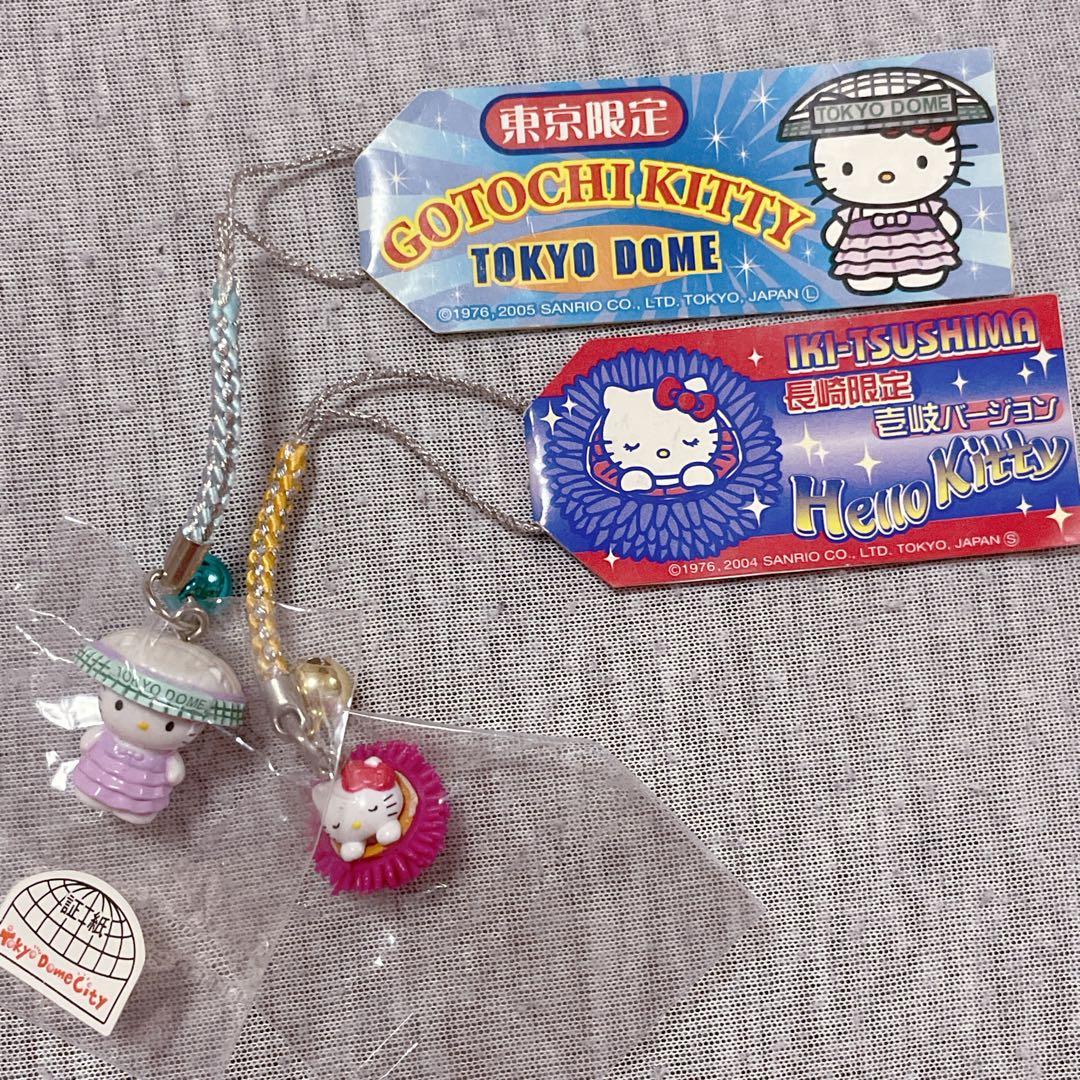 東京限定
TOKYO DOME
GOTOCHI KITTY
TOKYO DOME
©1976, 2005 SANRIO CO., LTD. TOKYO, JAPAN Ⓛ
IKI-TSUSHIMA
長崎限定
壱岐バージョン
Hello Kitty
©1976, 2004 SANRIO CO., LTD. TOKYO, JAPAN Ⓢ
TOKYO DOME
証紙
Tokyo Dome City